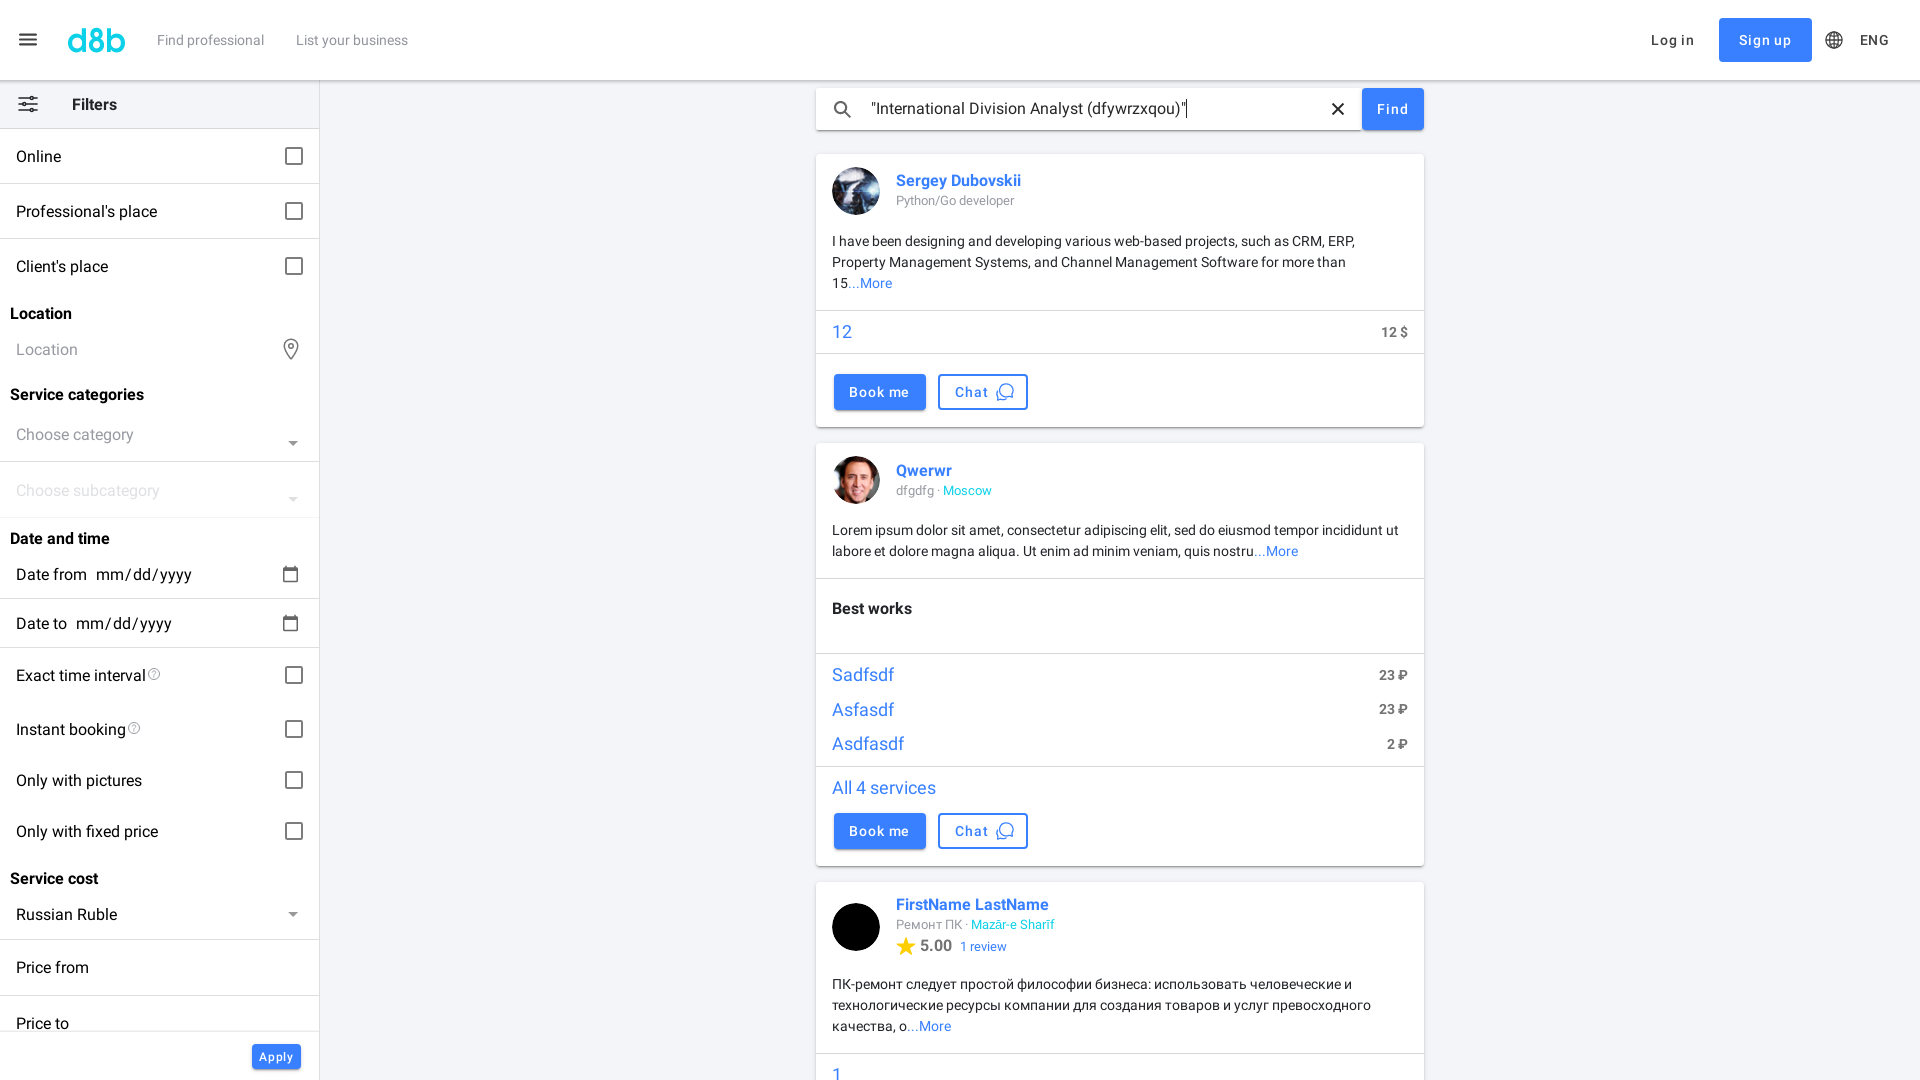 d8b
Find professional
List your business
Log in
Sign up
ENG
Filters
Online
Professional's place
Client's place
Location
Location
Service categories
Choose category
Choose subcategory
Date and time
Date from mm/dd/yyyy
Date to mm/dd/yyyy
Exact time interval
Instant booking
Only with pictures
Only with fixed price
Service cost
Russian Ruble
Price from
Price to
Apply
"International Division Analyst (dfywrzxqou)"
Find
Sergey Dubovskii
Python/Go developer
I have been designing and developing various web-based projects, such as CRM, ERP,
Property Management Systems, and Channel Management Software for more than
15...More
12 12 $
Book me Chat
Qwerwr
dfgdfg · Moscow
Lorem ipsum dolor sit amet, consectetur adipiscing elit, sed do eiusmod tempor incididunt ut
labore et dolore magna aliqua. Ut enim ad minim veniam, quis nostru...More
Best works
Sadfsdf 23 ₽
Asfasdf 23 ₽
Asdfasdf 2 ₽
All 4 services
Book me Chat
FirstName LastName
Ремонт ПК · Mazār-e Sharīf
5.00 1 review
ПК-ремонт следует простой философии бизнеса: использовать человеческие и
технологические ресурсы компании для создания товаров и услуг превосходного
качества, о...More
1